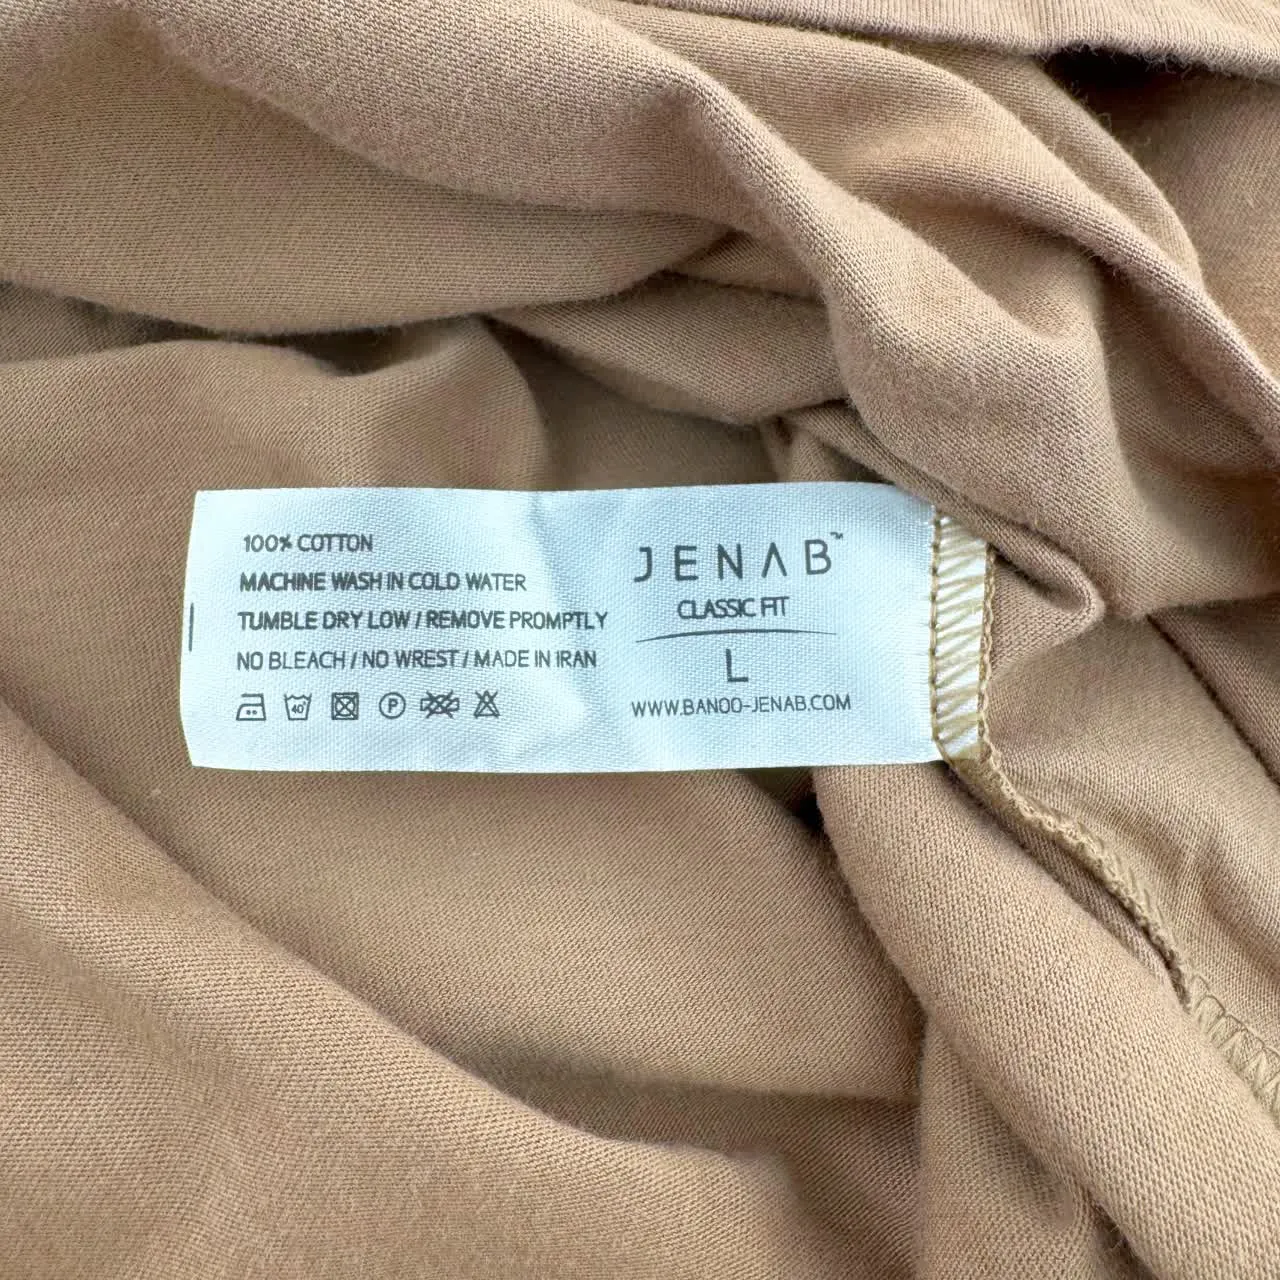 100% COTTON
MACHINE WASH IN COLD WATER
TUMBLE DRY LOW / REMOVE PROMPTLY
NO BLEACH / NO WREST / MADE IN IRAN
40°
P
JENAB™
CLASSIC FIT
L
WWW.BANOO-JENAB.COM